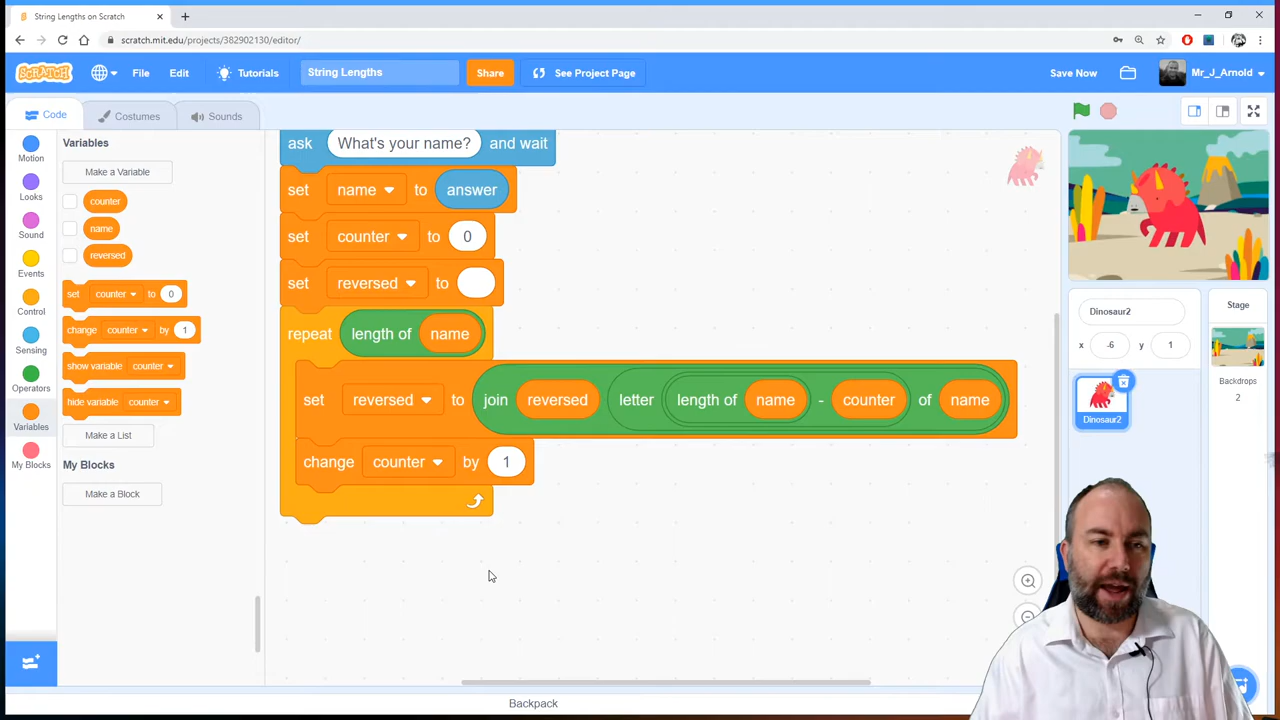 String Lengths on Scratch
scratch.mit.edu/projects/382902130/editor/
SCRATCH
File
Edit
Tutorials
String Lengths
Share
See Project Page
Save Now
Mr_J_Arnold
Code
Costumes
Sounds
Motion
Looks
Sound
Events
Control
Sensing
Operators
Variables
My Blocks
Variables
Make a Variable
counter
name
reversed
set counter to 0
change counter by 1
show variable counter
hide variable counter
Make a List
My Blocks
Make a Block
ask What's your name? and wait
set name to answer
set counter to 0
set reversed to
repeat length of name
set reversed to join reversed letter length of name - counter of name
change counter by 1
Dinosaur2
x -6 y 1
Dinosaur2
Stage
Backdrops
2
Backpack